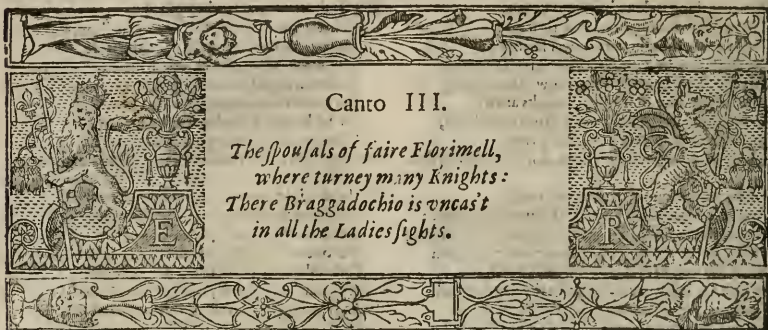 Canto III.
The ſpouſals of faire Florimell,
where turney many Knights:
There Braggadochio is vncas't
in all the Ladies ſights.
E
R